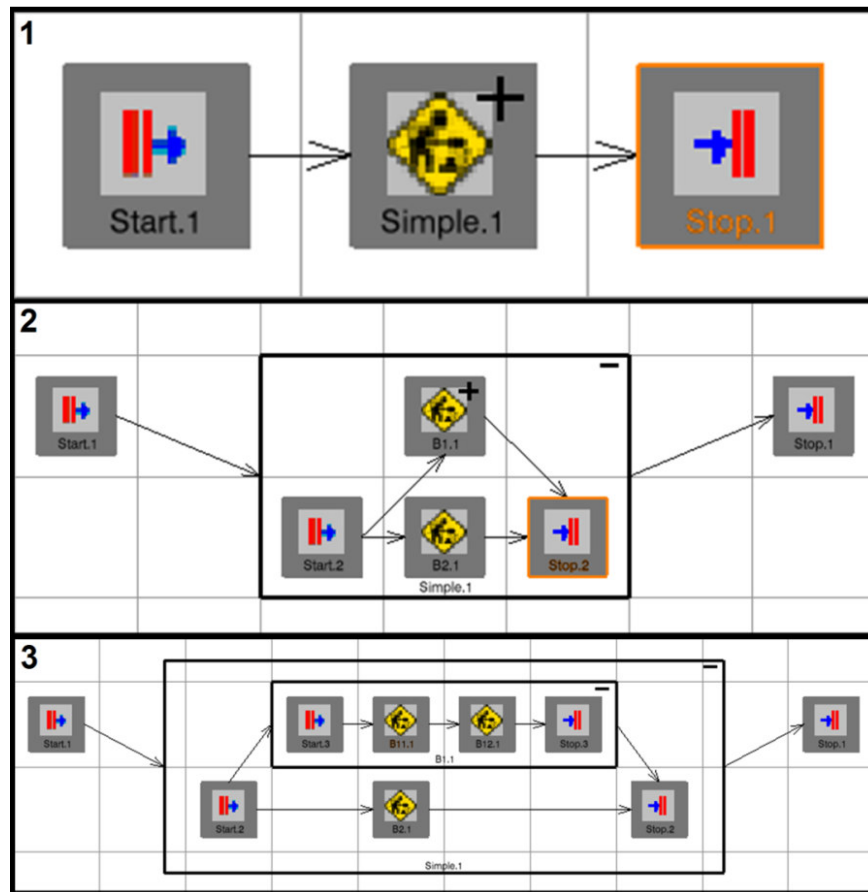 1
Start.1
Simple.1
Stop.1
2
Start.1
B1.1
Stop.1
Start.2
B2.1
Stop.2
Simple.1
3
Start.1
Start.3
B11.1
B12.1
Stop.3
Stop.1
B1.1
Start.2
B2.1
Stop.2
Simple.1